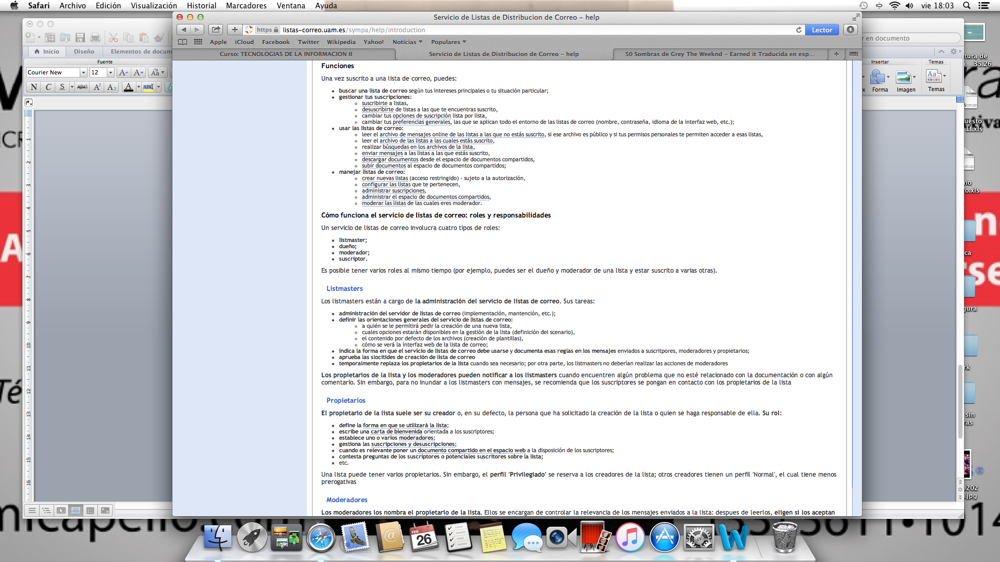 Safari Archivo Edición Visualización Historial Marcadores Ventana Ayuda vie 18:03
Servicio de Listas de Distribucion de Correo – help
https listas-correo.uam.es/sympa/help/introduction Lector
Apple iCloud Facebook Twitter Wikipedia Yahoo! Noticias Populares
Curso: TECNOLOGIAS DE LA INFORMACION II Servicio de Listas de Distribucion de Correo – help 50 Sombras de Grey The Weeknd – Earned it Traducida en esp...
Inicio Diseño Elementos de docum
Fuente
Courier New 12
N C S ABC A2 A2 A ABC
r en documento
Insertar Temas
Forma Imagen Temas
Funciones
Una vez suscrito a una lista de correo, puedes:
buscar una lista de correo según tus intereses principales o tu situación particular;
gestionar tus suscripciones:
suscribirte a listas,
desuscribirte de listas a las que te encuentras suscrito,
cambiar tus opciones de suscripción lista por lista,
cambiar tus preferencias generales, las que se aplican todo el entorno de las listas de correo (nombre, contraseña, idioma de la interfaz web, etc.);
usar las listas de correo:
leer el archivo de mensajes online de las listas a las que no estás suscrito, si ese archivo es público y si tus permisos personales te permiten acceder a esas listas,
leer el archivo de las listas a las cuales estás suscrito,
realizar búsquedas en los archivos de la lista,
enviar mensajes a las listas a las que estás suscrito,
descargar documentos desde el espacio de documentos compartidos,
subir documentos al espacio de documentos compartidos;
manejar listas de correo:
crear nuevas listas (acceso restringido) - sujeto a la autorización,
configurar las listas que te pertenecen,
administrar suscripciones,
administrar el espacio de documentos compartidos,
moderar las listas de las cuales eres moderador.
Cómo funciona el servicio de listas de correo: roles y responsabilidades
Un servicio de listas de correo involucra cuatro tipos de roles:
listmaster;
dueño;
moderador;
suscriptor.
Es posible tener varios roles al mismo tiempo (por ejemplo, puedes ser el dueño y moderador de una lista y estar suscrito a varias otras).
Listmasters
Los listmasters están a cargo de la administración del servicio de listas de correo. Sus tareas:
administración del servidor de listas de correo (implementación, mantención, etc.);
definir las orientaciones generales del servicio de listas de correo:
a quién se le permitirá pedir la creación de una nueva lista,
cuales opciones estarán disponibles en la gestión de la lista (definición del scenario),
el contenido por defecto de los archivos (creación de plantillas),
cómo se verá la interfaz web de la lista de correo;
indica la forma en que el servicio de listas de correo debe usarse y documenta esas reglas en los mensajes enviados a suscritpores, moderadores y propietarios;
aprueba las slocitides de creación de lista de correo
temporalmente replaza los propietarios de la lista cuando sea necesario; por otra parte, los listmasters no deberían realizar las acciones de moderadores
Los propietarios de la lista y los moderadores pueden notificar a los listmasters cuando encuentren algún problema que no esté relacionado con la documentación o con algún
comentario. Sin embargo, para no inundar a los listmasters con mensajes, se recomienda que los suscriptores se pongan en contacto con los propietarios de la lista
Propietarios
El propietario de la lista suele ser su creador o, en su defecto, la persona que ha solicitado la creación de la lista o quien se haga responsable de ella. Su rol:
define la forma en que se utilizará la lista;
escribe una carta de bienvenida orientada a los suscriptores;
establece uno o varios moderadores;
gestiona las suscripciones y desuscripciones;
cuando es relevante poner un documento compartido en el espacio web a la disposición de los suscriptores;
contesta preguntas de los suscriptores o potenciales suscritores sobre la lista;
etc.
Una lista puede tener varios propietarios. Sin embargo, el perfil 'Privilegiado' se reserva a los creadores de la lista; otros creadores tienen un perfil 'Normal', el cual tiene menos
prerogativas
Moderadores
Los moderadores los nombra el propietario de la lista. Ellos se encargan de controlar la relevancia de los mensajes enviados a la lista: despues de leerlos, eligen si los aceptan
FEB
26